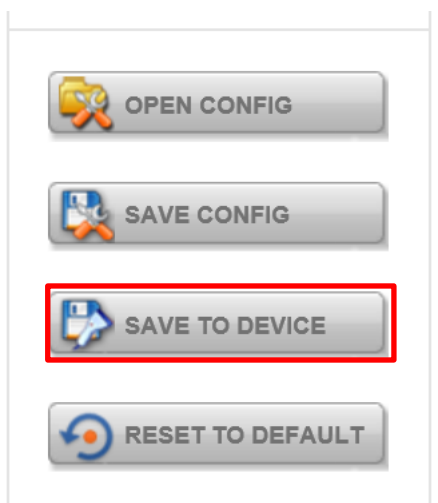 OPEN CONFIG
SAVE CONFIG
SAVE TO DEVICE
RESET TO DEFAULT